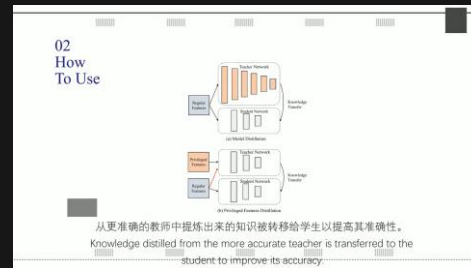 02
How
To Use
Teacher Network
Regular
Features
Student Network
Knowledge
Transfer
(a) Model Distillation
Teacher Network
Privileged
Features
Knowledge
Transfer
Regular
Features
Student Network
(b) Privileged Features Distillation
从更准确的教师中提炼出来的知识被转移给学生以提高其准确性。
Knowledge distilled from the more accurate teacher is transferred to the
student to improve its accuracy.